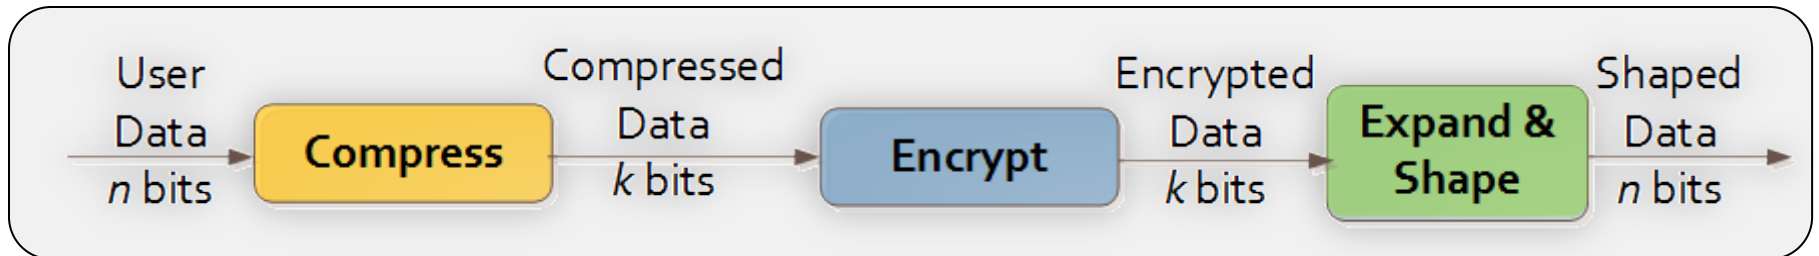 User
Data
n bits
Compress
Compressed
Data
k bits
Encrypt
Encrypted
Data
k bits
Expand &
Shape
Shaped
Data
n bits